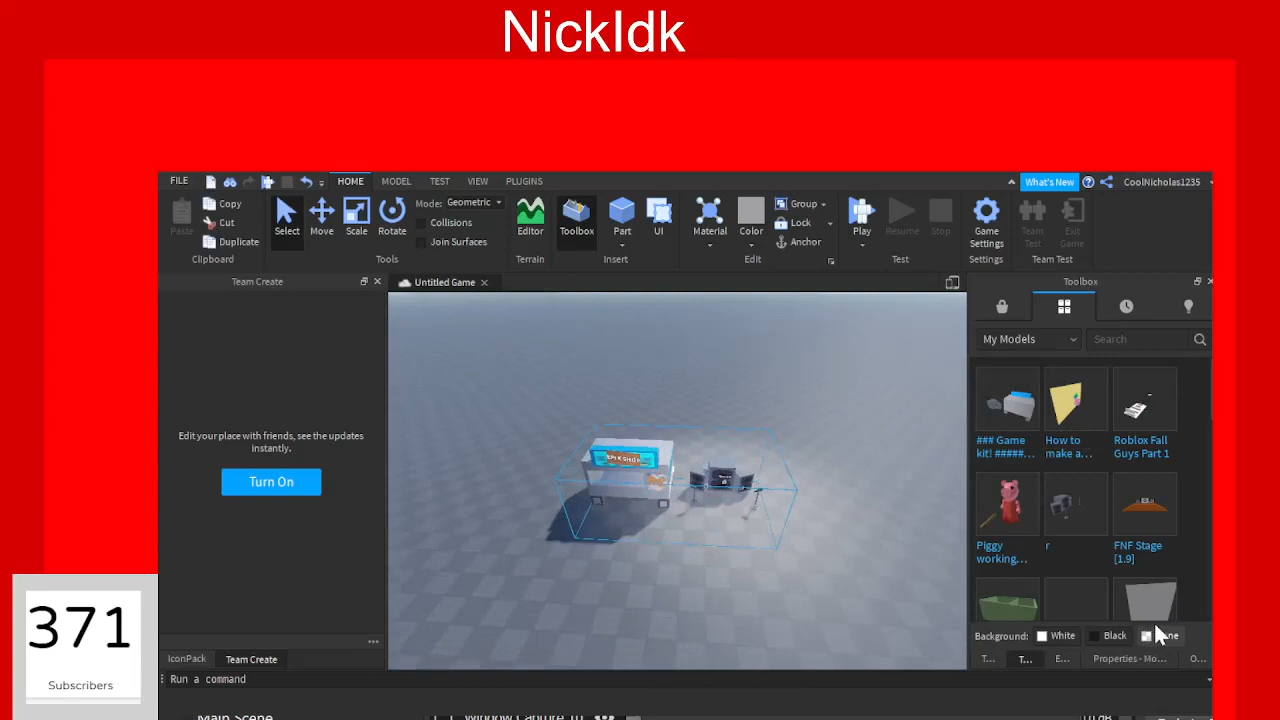 NickIdk
FILE HOME MODEL TEST VIEW PLUGINS What's New CoolNicholas1235
Paste Copy Cut Duplicate Clipboard
Select Move Scale Rotate Mode: Geometric Collisions Join Surfaces Tools
Editor Terrain
Toolbox Part UI Insert
Material Color Group Lock Anchor Edit
Play Resume Stop Test
Game Settings Settings
Team Test Exit Game Team Test
Team Create
Untitled Game
Toolbox
My Models Search
Edit your place with friends, see the updates
instantly.
Turn On
### Game
kit! #####...
How to
make a...
Roblox Fall
Guys Part 1
Piggy
working...
r
FNF Stage
[1.9]
Background: White Black
IconPack Team Create
T... T... E... Properties - Mo... O...
Run a command
371
Subscribers
Main Scene